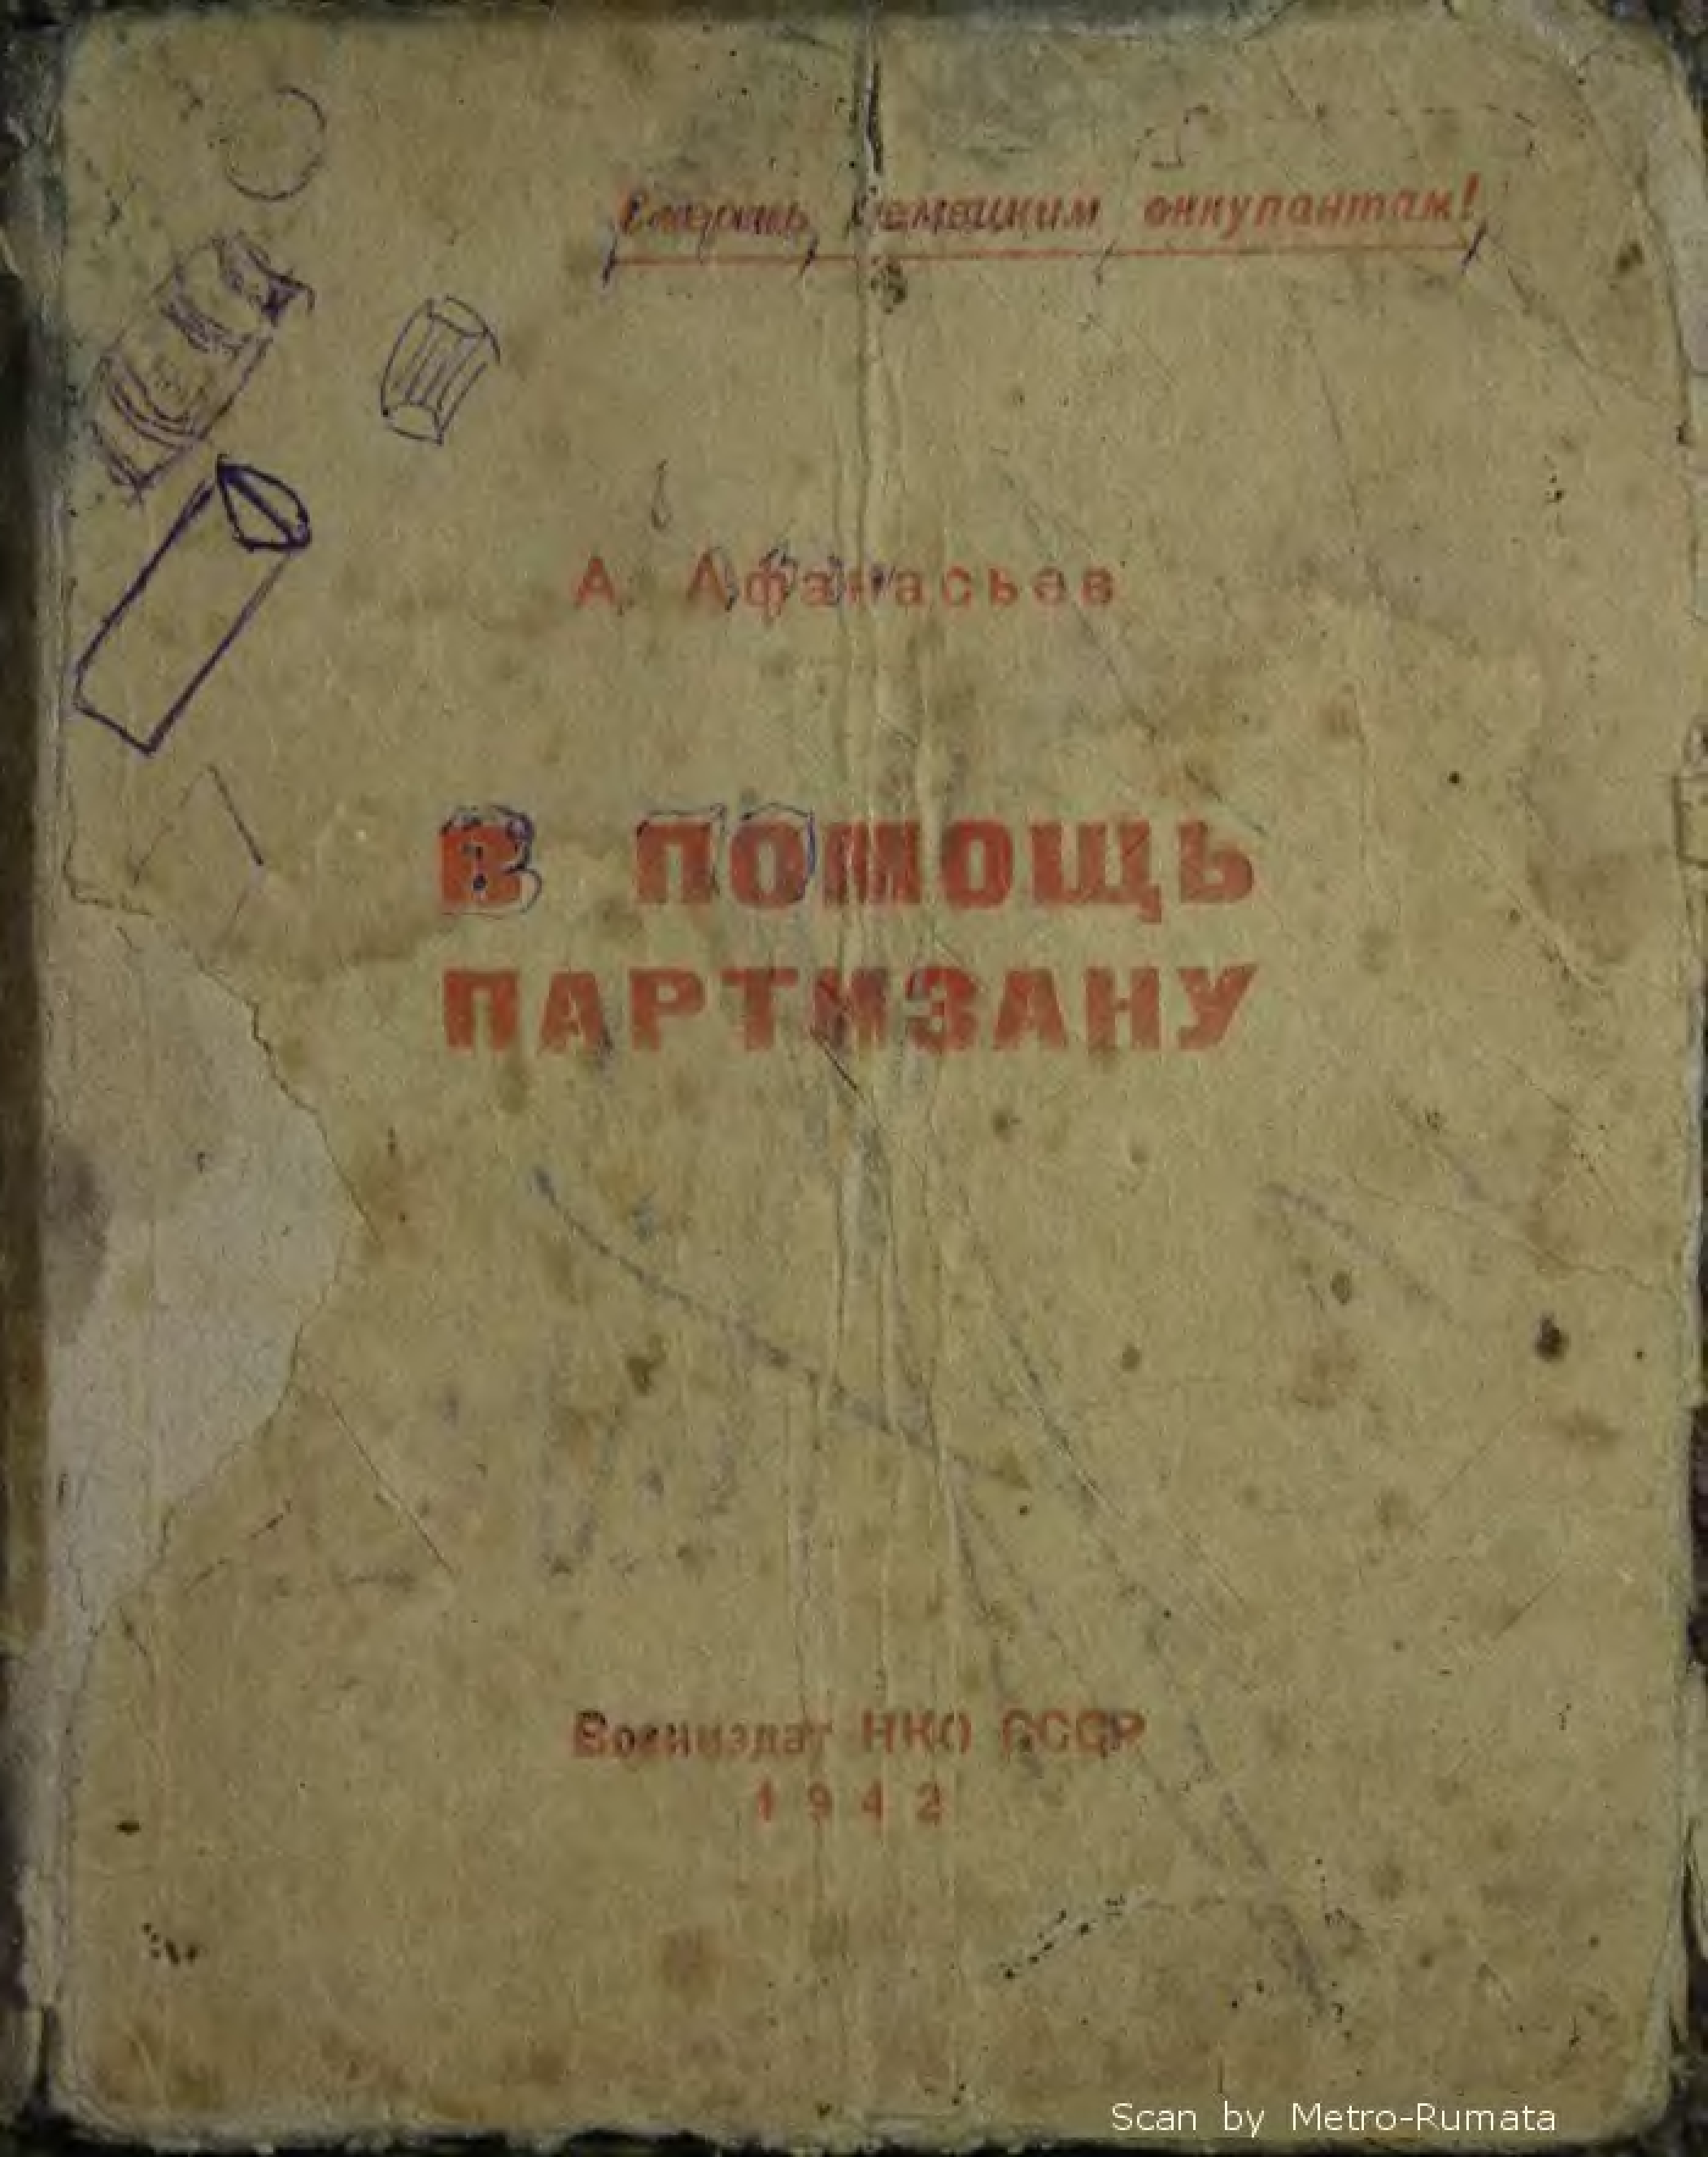 Смерть немецким оккупантам!
А. Афанасьев
В ПОМОЩЬ
ПАРТИЗАНУ
Воениздат НКО СССР
1942
Scan by Metro-Rumata